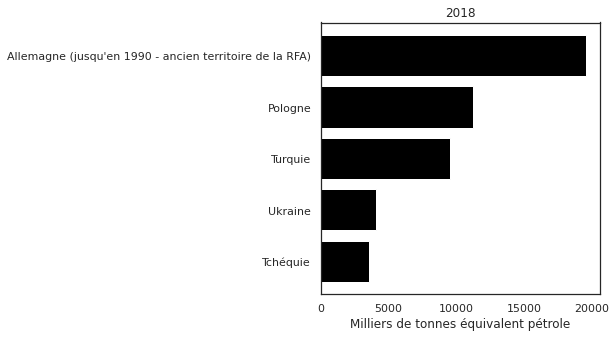 2018
Allemagne (jusqu'en 1990 - ancien territoire de la RFA)
Pologne
Turquie
Ukraine
Tchéquie
0 5000 10000 15000 20000
Milliers de tonnes équivalent pétrole